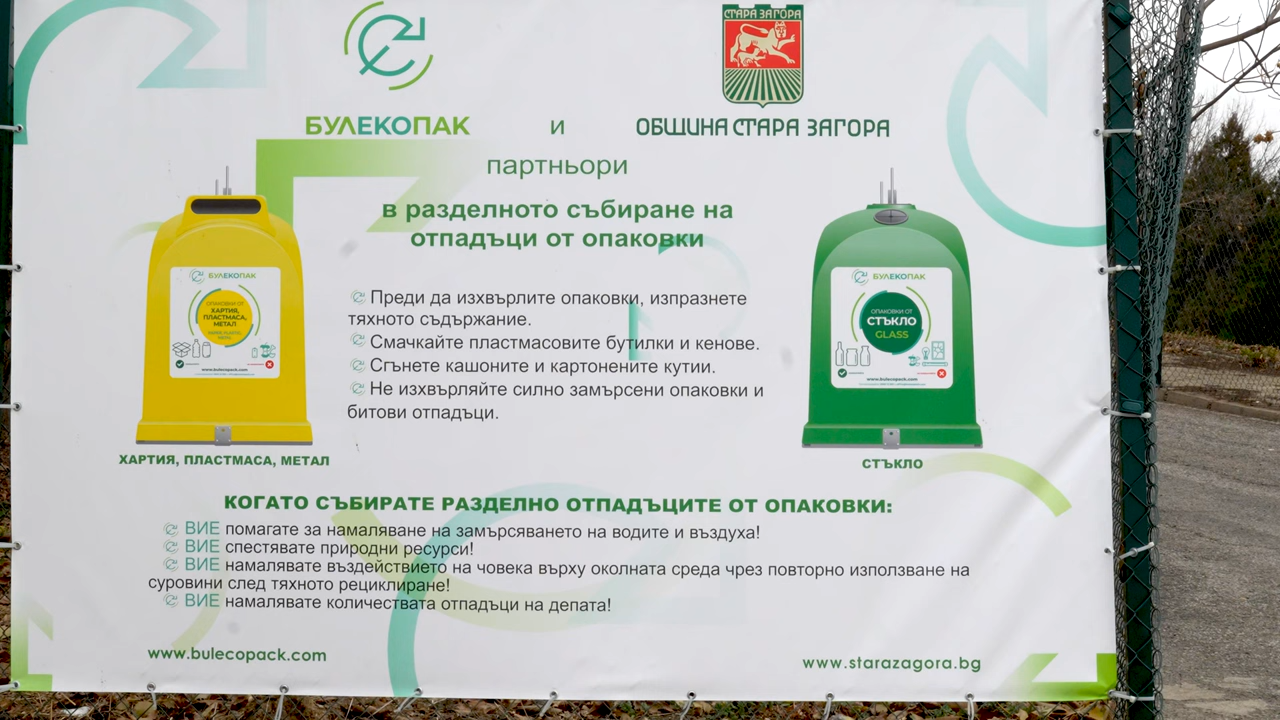 СТАРА ЗАГОРА
БУЛЕКОПАК и ОБЩИНА СТАРА ЗАГОРА
партньори
в разделното събиране на
отпадъци от опаковки
Преди да изхвърлите опаковки, изпразнете
тяхното съдържание.
Смачкайте пластмасовите бутилки и кенове.
Сгънете кашоните и картонените кутии.
Не изхвърляйте силно замърсени опаковки и
битови отпадъци.
БУЛЕКОПАК
ОПАКОВКИ ОТ
ХАРТИЯ,
ПЛАСТМАСА,
МЕТАЛ
www.bulecopack.com
ХАРТИЯ, ПЛАСТМАСА, МЕТАЛ
БУЛЕКОПАК
ОПАКОВКИ ОТ
СТЪКЛО
GLASS
www.bulecopack.com
СТЪКЛО
КОГАТО СЪБИРАТЕ РАЗДЕЛНО ОТПАДЪЦИТЕ ОТ ОПАКОВКИ:
ВИЕ помагате за намаляване на замърсяването на водите и въздуха!
ВИЕ спестявате природни ресурси!
ВИЕ намалявате въздействието на човека върху околната среда чрез повторно използване на
суровини след тяхното рециклиране!
ВИЕ намалявате количествата отпадъци на депата!
www.bulecopack.com
www.starazagora.bg